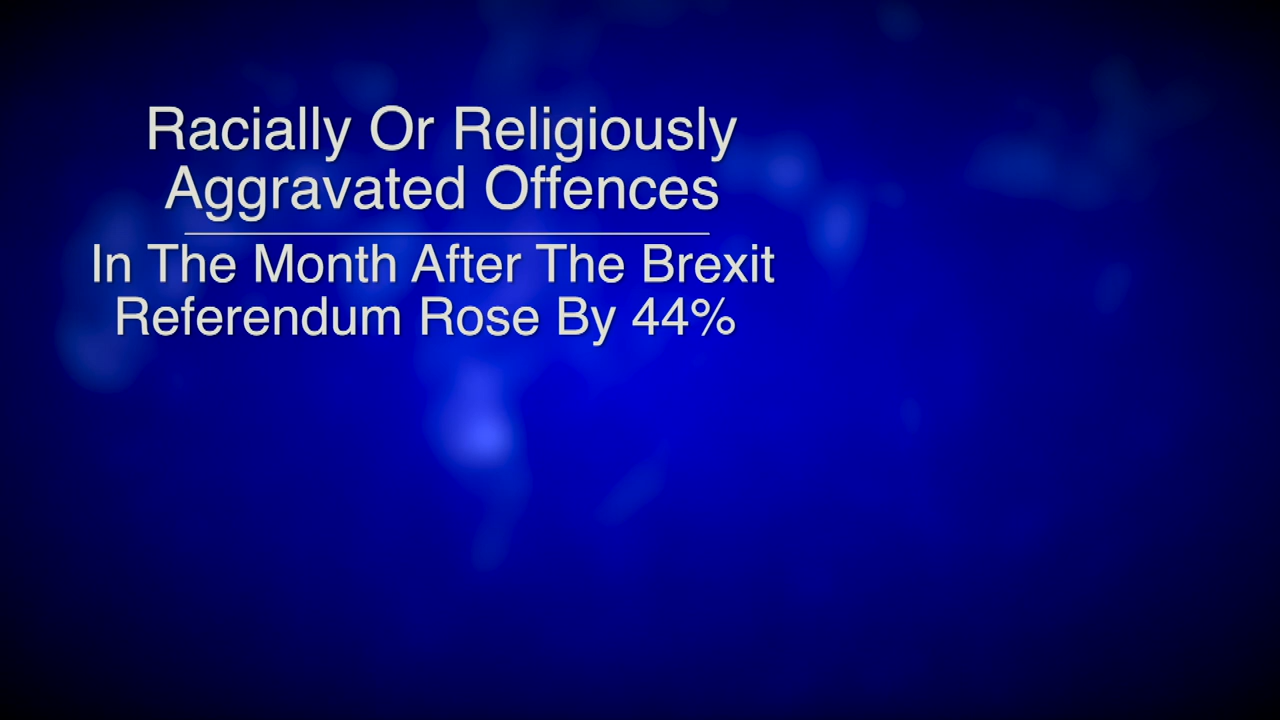 Racially Or Religiously
Aggravated Offences
In The Month After The Brexit
Referendum Rose By 44%